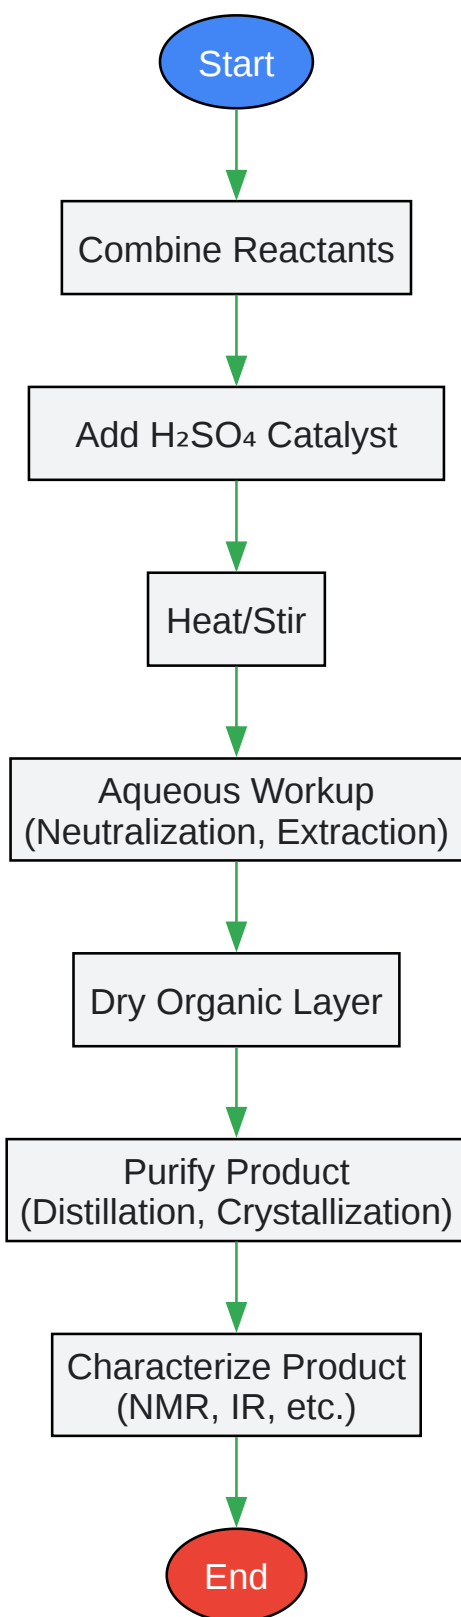 Start
Combine Reactants
Add H₂SO₄ Catalyst
Heat/Stir
Aqueous Workup
(Neutralization, Extraction)
Dry Organic Layer
Purify Product
(Distillation, Crystallization)
Characterize Product
(NMR, IR, etc.)
End